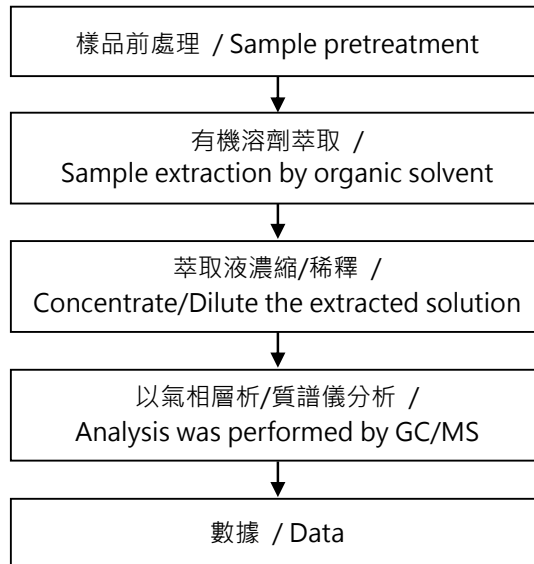 樣品前處理 / Sample pretreatment
有機溶劑萃取 /
Sample extraction by organic solvent
萃取液濃縮/稀釋 /
Concentrate/Dilute the extracted solution
以氣相層析/質譜儀分析 /
Analysis was performed by GC/MS
數據 / Data